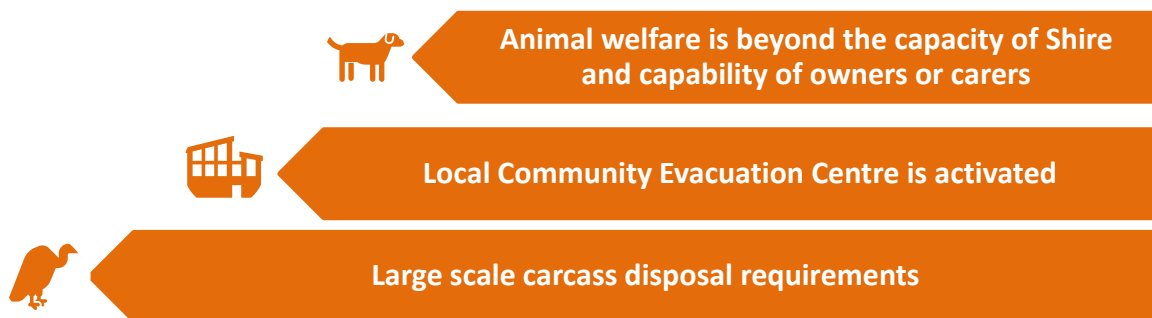 Animal welfare is beyond the capacity of Shire
and capability of owners or carers
Local Community Evacuation Centre is activated
Large scale carcass disposal requirements